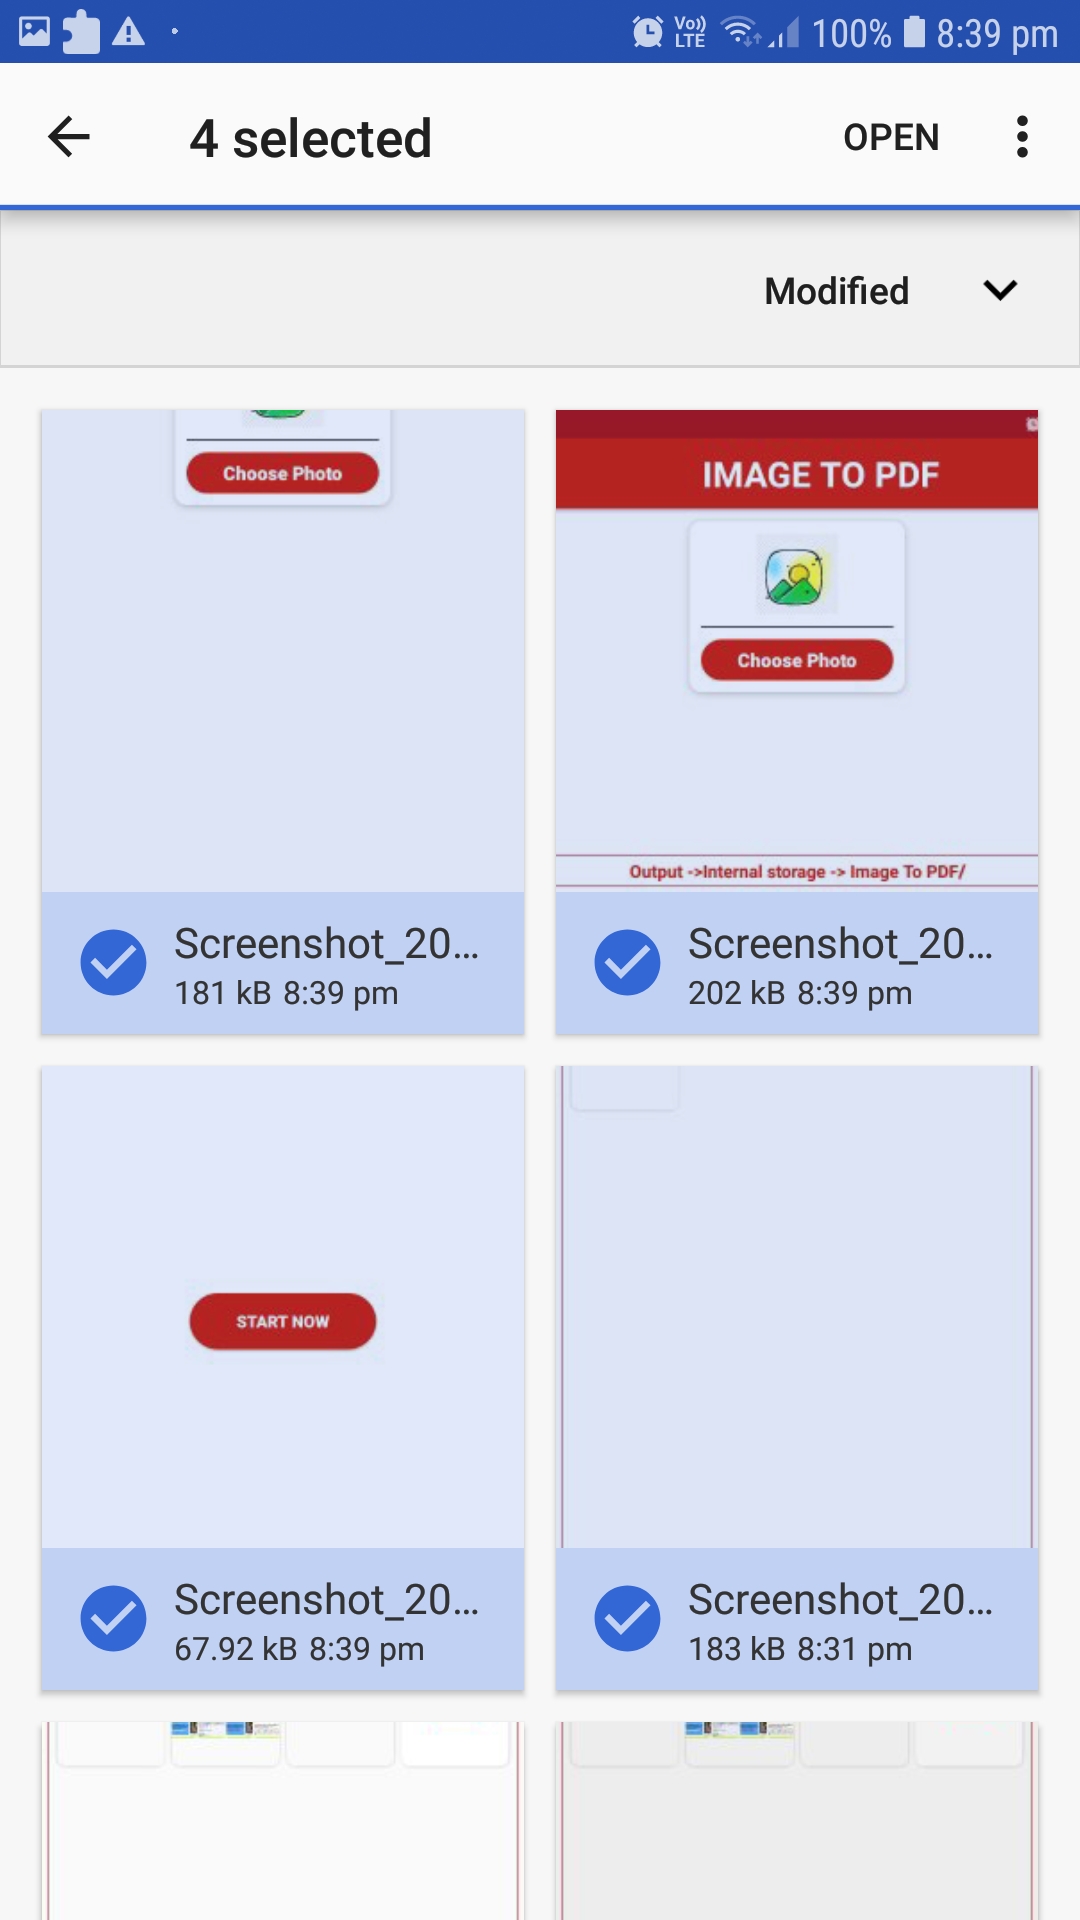 Vo)) LTE 100% 8:39 pm
4 selected OPEN
Modified
Choose Photo
IMAGE TO PDF
Choose Photo
Output ->Internal storage -> Image To PDF/
Screenshot_20...
181 kB 8:39 pm
Screenshot_20...
202 kB 8:39 pm
START NOW
Screenshot_20...
67.92 kB 8:39 pm
Screenshot_20...
183 kB 8:31 pm